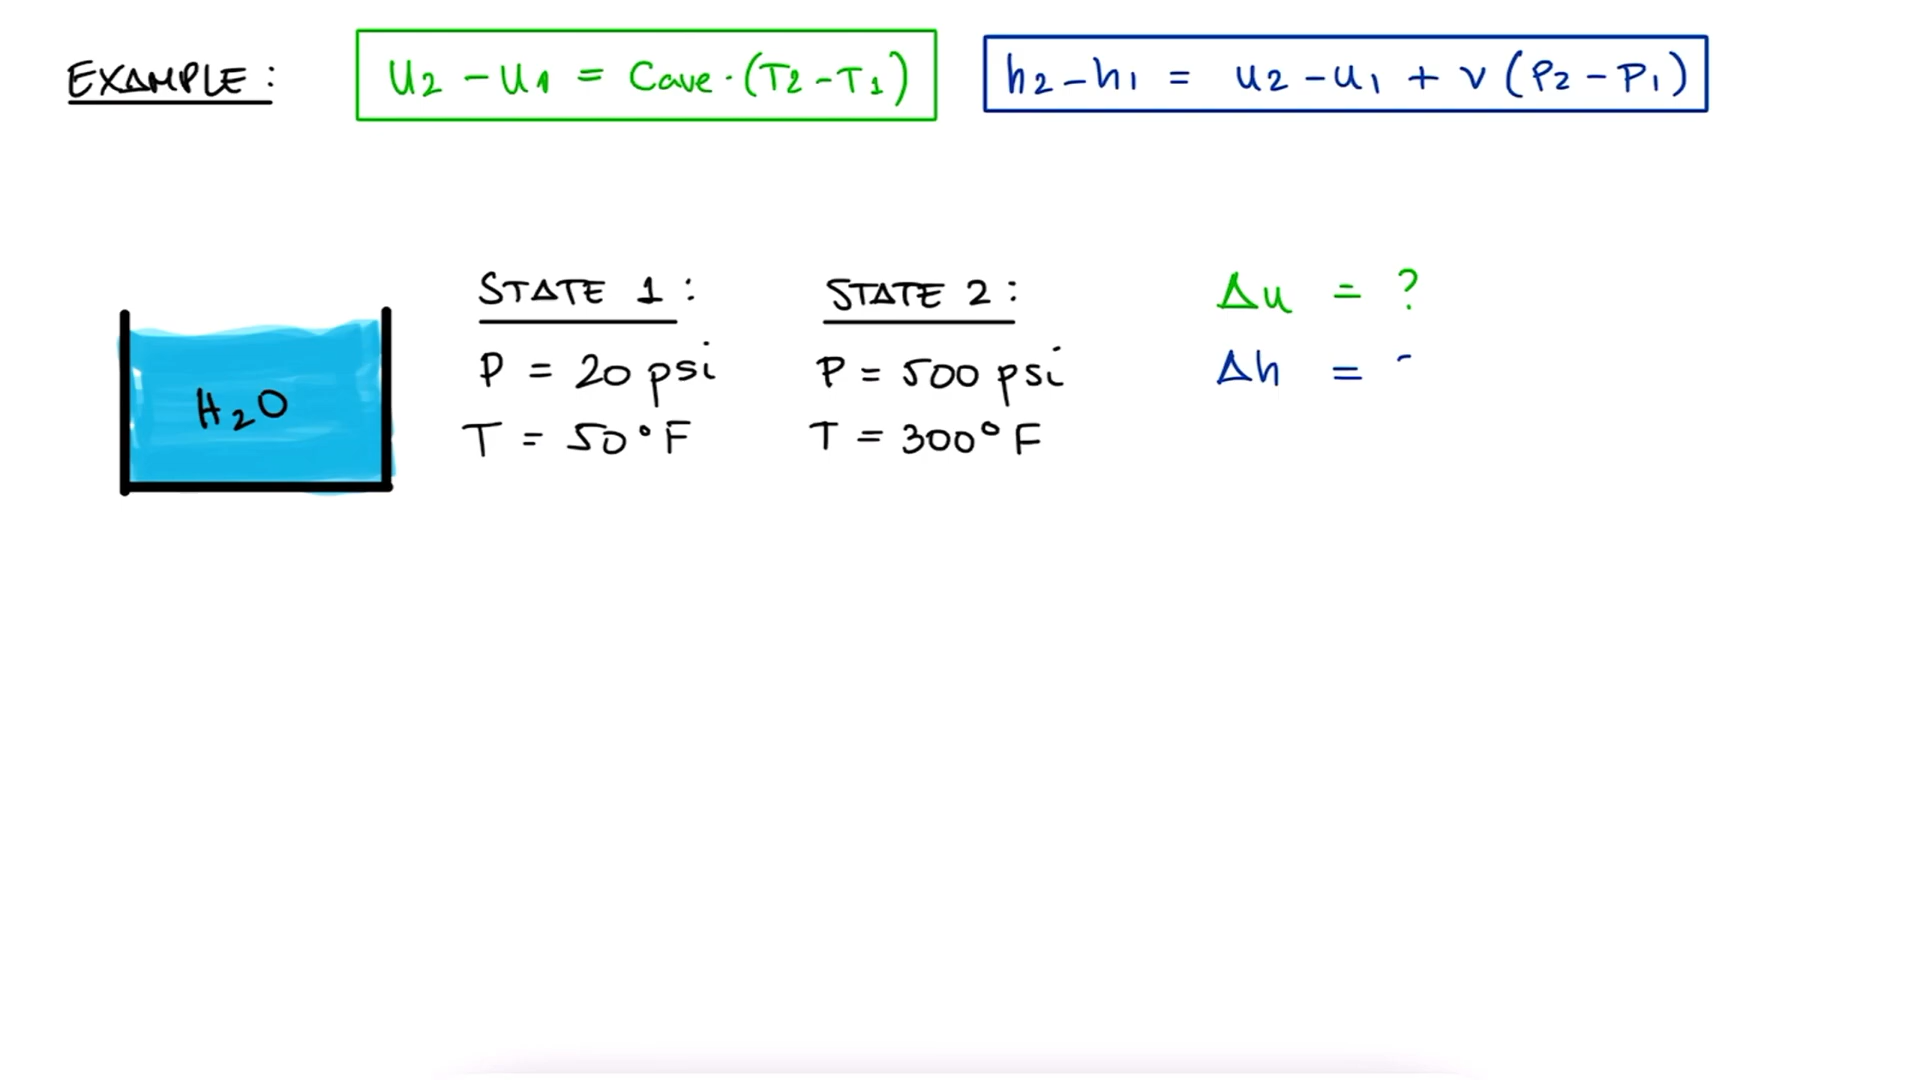 EXAMPLE : u2 - u1 = Cave · (T2 - T1) h2 - h1 = u2 - u1 + v (P2 - P1)
STATE 1 : STATE 2 : Δu = ?
H2O P = 20 psi P = 500 psi Δh =
T = 50°F T = 300°F